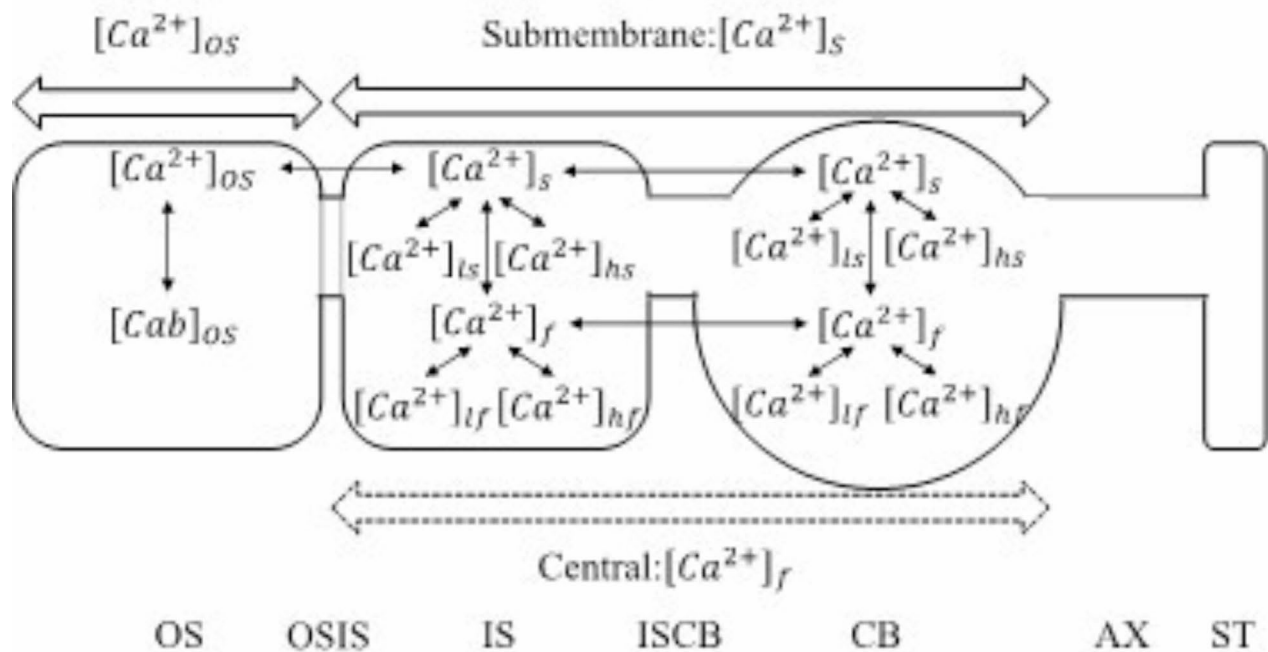 [Ca²⁺]os Submembrane:[Ca²⁺]s
[Ca²⁺]os [Ca²⁺]s [Ca²⁺]s
[Ca²⁺]ls [Ca²⁺]hs [Ca²⁺]ls [Ca²⁺]hs
[Cab]os [Ca²⁺]f [Ca²⁺]f
[Ca²⁺]lf [Ca²⁺]hf [Ca²⁺]lf [Ca²⁺]hf
Central:[Ca²⁺]f
OS OSIS IS ISCB CB AX ST